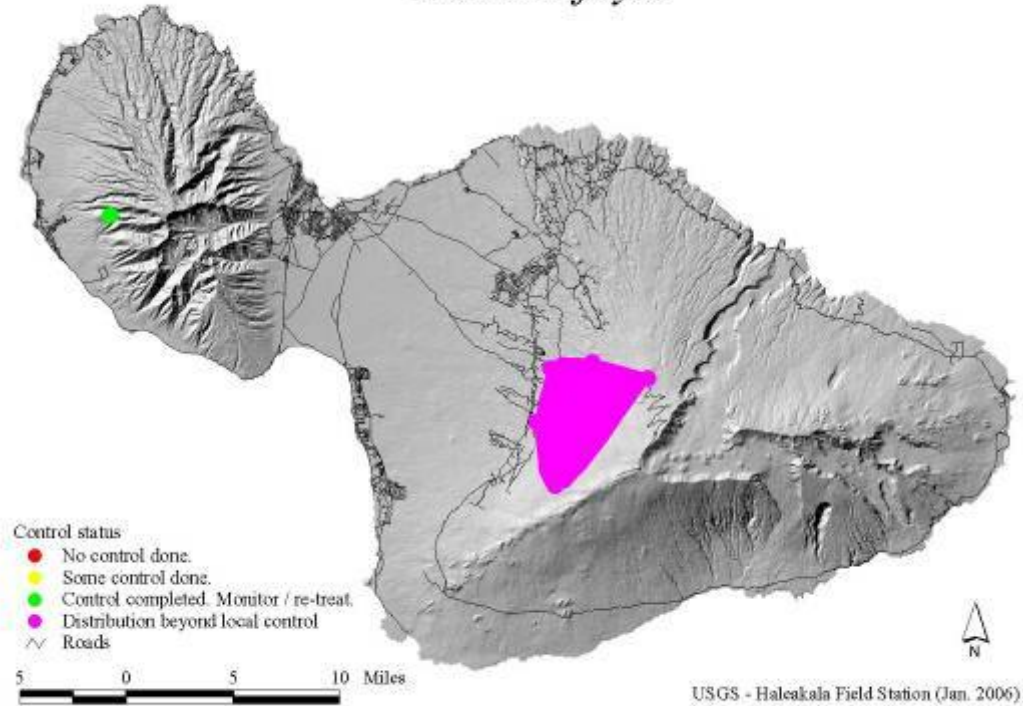 Control status
No control done.
Some control done.
Control completed. Monitor / re-treat.
Distribution beyond local control
Roads
5 0 5 10 Miles
N
USGS - Haleakala Field Station (Jan. 2006)